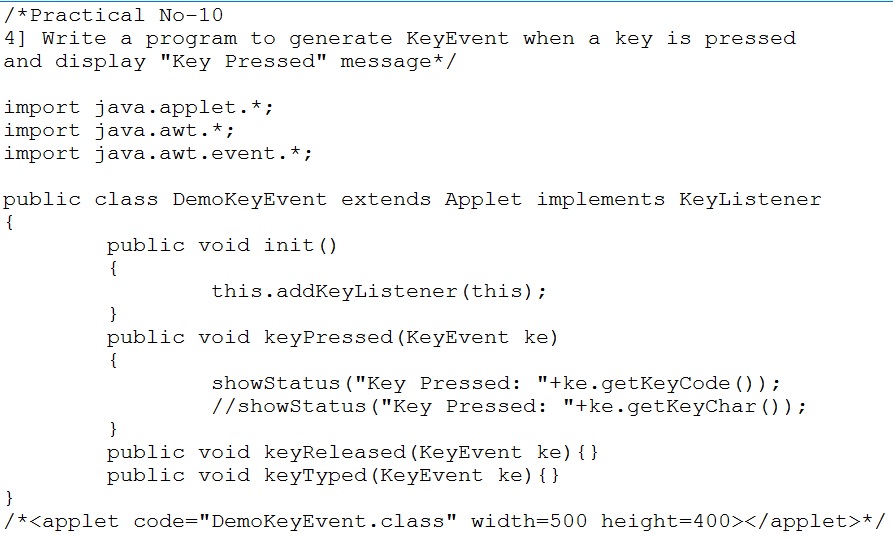 /*Practical No-10
4] Write a program to generate KeyEvent when a key is pressed
and display "Key Pressed" message*/
import java.applet.*;
import java.awt.*;
import java.awt.event.*;
public class DemoKeyEvent extends Applet implements KeyListener
{
public void init()
{
this.addKeyListener(this);
}
public void keyPressed(KeyEvent ke)
{
showStatus("Key Pressed: "+ke.getKeyCode());
//showStatus("Key Pressed: "+ke.getKeyChar());
}
public void keyReleased(KeyEvent ke){}
public void keyTyped(KeyEvent ke){}
}
/*<applet code="DemoKeyEvent.class" width=500 height=400></applet>*/